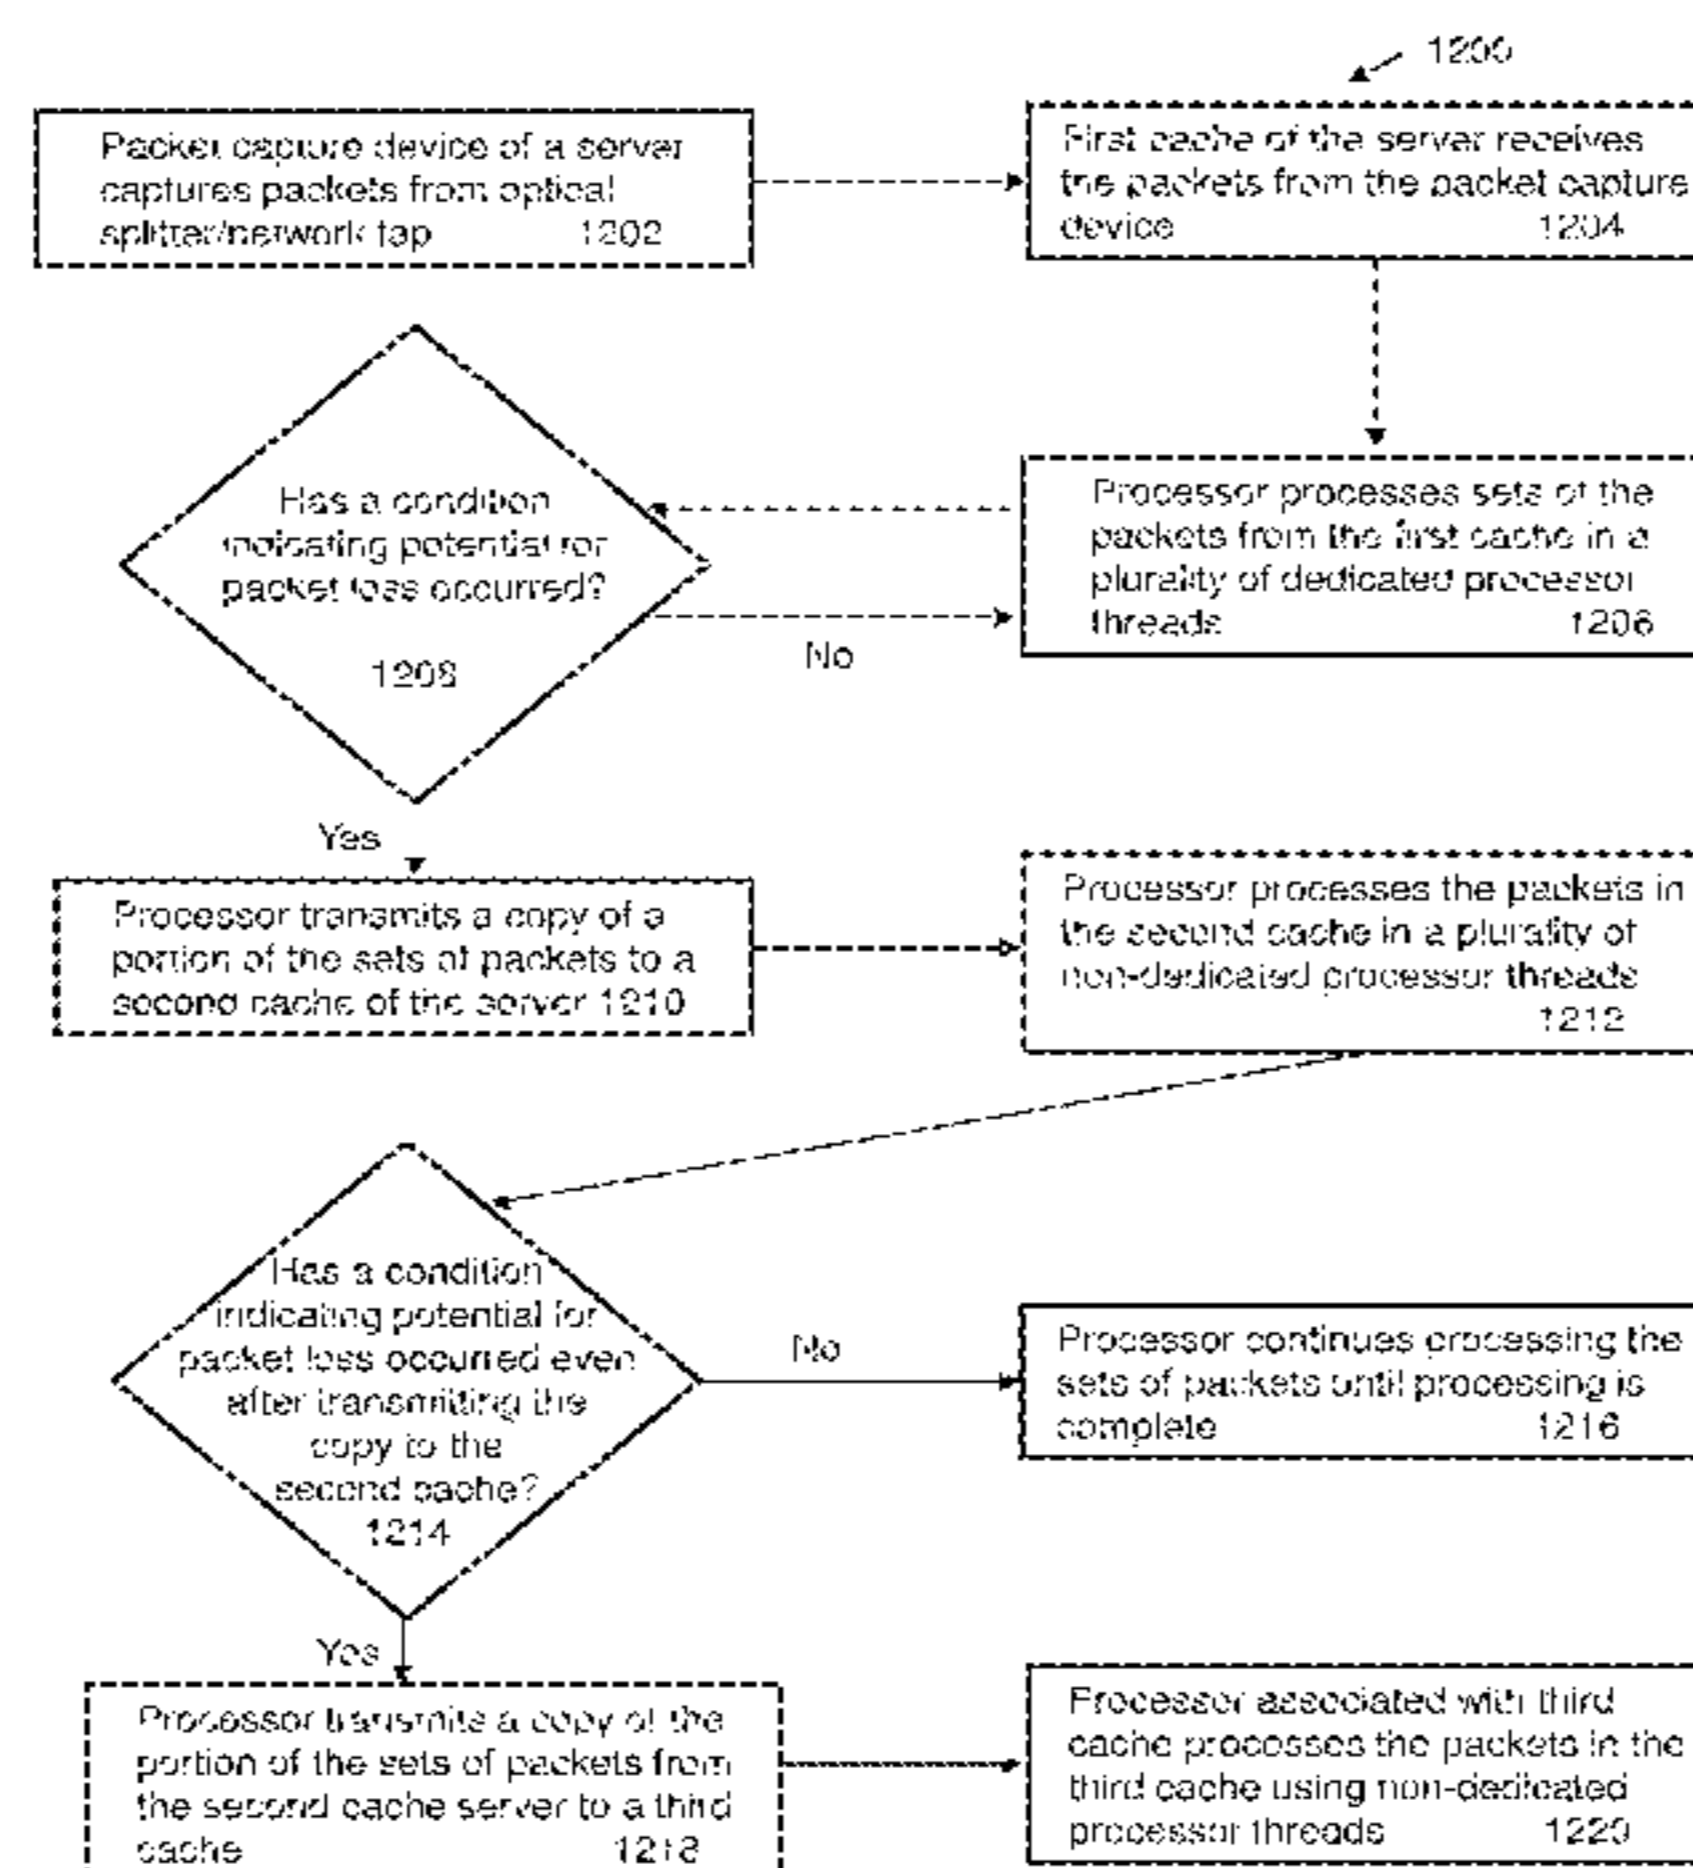 1200
Packet capture device of a server
captures packets from optical
splitter/network tap 1202
First cache of the server receives
the packets from the packet capture
device 1204
Processor processes sets of the
packets from the first cache in a
plurality of dedicated processor
threads 1206
Has a condition
indicating potential for
packet loss occurred?
1208
No
Yes
Processor transmits a copy of a
portion of the sets of packets to a
second cache of the server 1210
Processor processes the packets in
the second cache in a plurality of
non-dedicated processor threads
1212
Has a condition
indicating potential for
packet loss occurred even
after transmitting the
copy to the
second cache?
1214
No
Processor continues processing the
sets of packets until processing is
complete 1216
Yes
Processor transmits a copy of the
portion of the sets of packets from
the second cache server to a third
cache 1218
Processor associated with third
cache processes the packets in the
third cache using non-dedicated
processor threads 1220